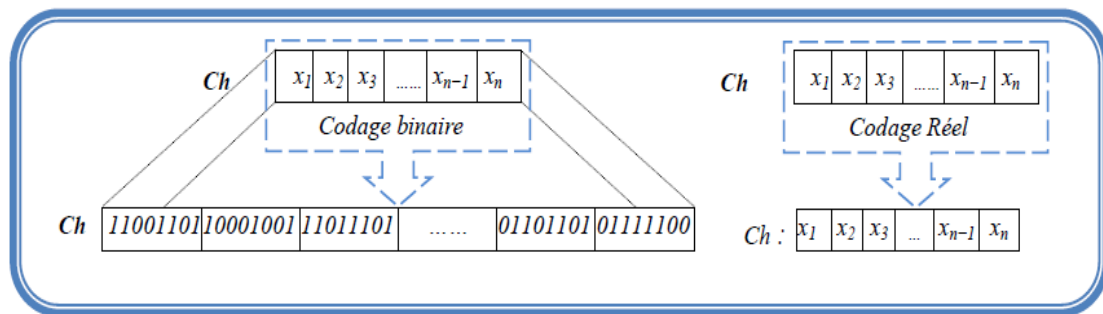 Ch x1 x2 x3 ...... xn−1 xn
Codage binaire
Ch 11001101 10001001 11011101 ...... 01101101 01111100
Ch x1 x2 x3 ...... xn−1 xn
Codage Réel
Ch : x1 x2 x3 ... xn−1 xn